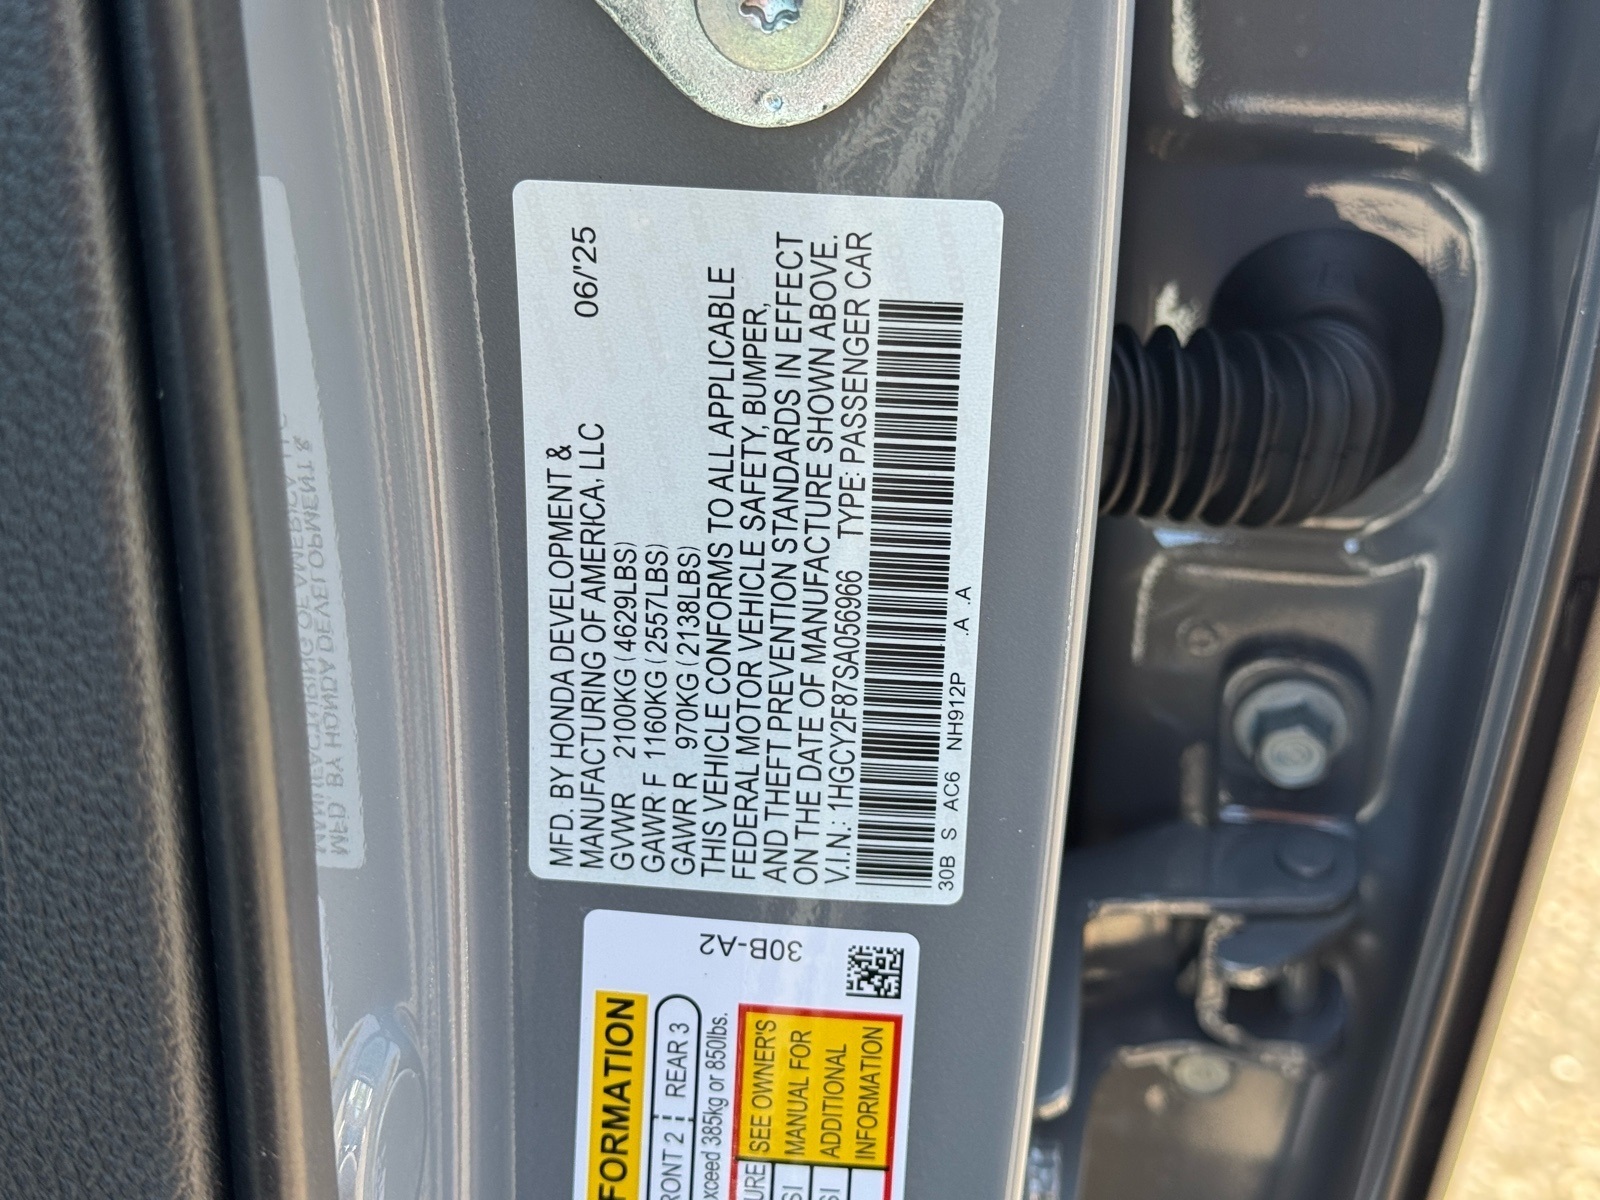 MFD. BY HONDA DEVELOPMENT &
MANUFACTURING OF AMERICA, LLC 06/'25
GVWR 2100KG (4629LBS)
GAWR F 1160KG (2557LBS)
GAWR R 970KG (2138LBS)
THIS VEHICLE CONFORMS TO ALL APPLICABLE
FEDERAL MOTOR VEHICLE SAFETY, BUMPER,
AND THEFT PREVENTION STANDARDS IN EFFECT
ON THE DATE OF MANUFACTURE SHOWN ABOVE.
V.I.N.: 1HGCY2F87SA056966 TYPE: PASSENGER CAR
30B S AC6 NH912P .A .A
30B-A2
FORMATION
FRONT 2 REAR 3
exceed 385kg or 850lbs.
SEE OWNER'S
MANUAL FOR
ADDITIONAL
INFORMATION